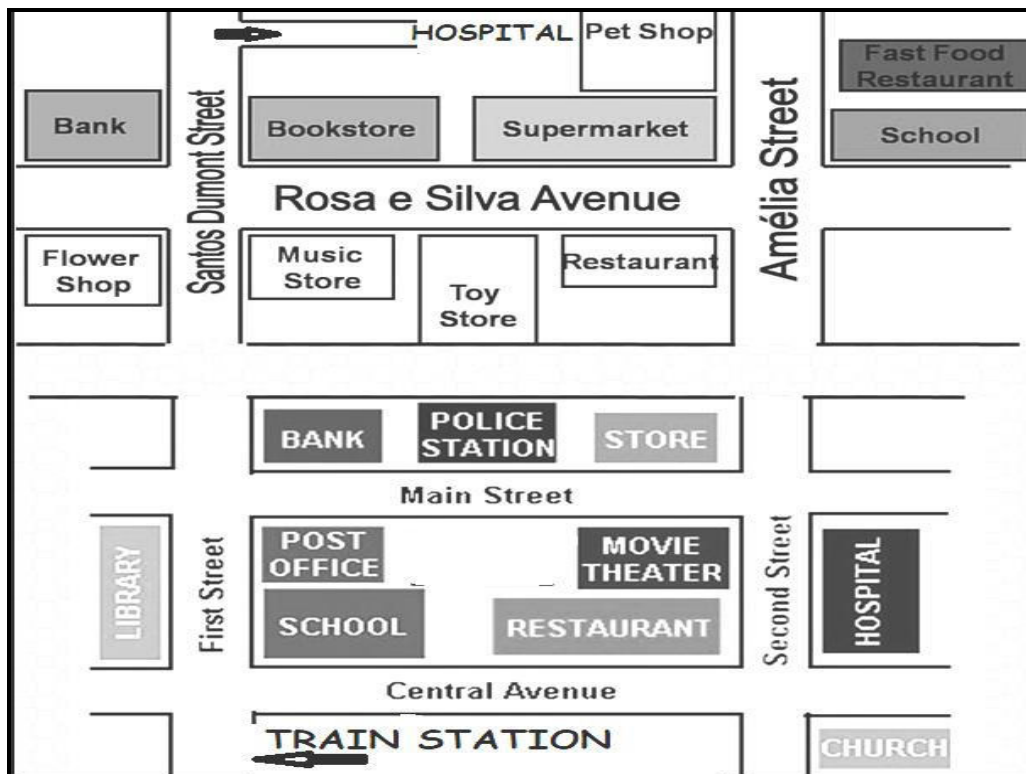 HOSPITAL
Pet Shop
Fast Food
Restaurant
Bank
Santos Dumont Street
Bookstore
Supermarket
Amélia Street
School
Rosa e Silva Avenue
Flower
Shop
Music
Store
Toy
Store
Restaurant
BANK
POLICE
STATION
STORE
Main Street
LIBRARY
First Street
POST
OFFICE
MOVIE
THEATER
Second Street
HOSPITAL
SCHOOL
RESTAURANT
Central Avenue
TRAIN STATION
CHURCH